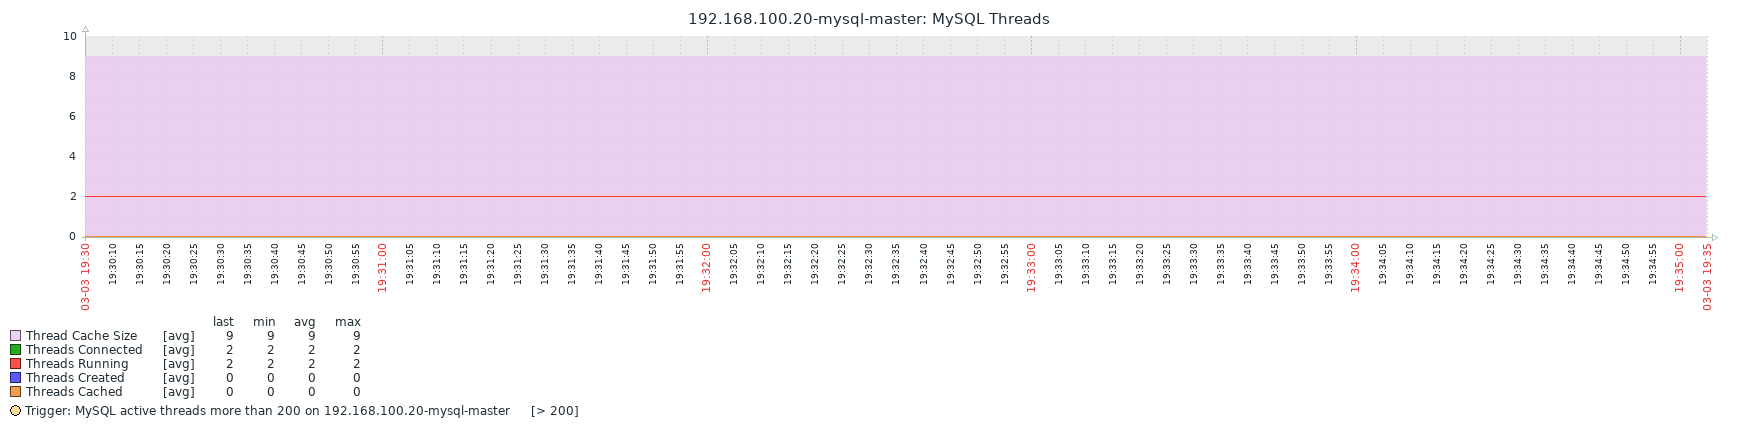 192.168.100.20-mysql-master: MySQL Threads
10
8
6
4
2
0
03-03 19:30 19:30:10 19:30:15 19:30:20 19:30:25 19:30:30 19:30:35 19:30:40 19:30:45 19:30:50 19:30:55 19:31:00 19:31:05 19:31:10 19:31:15 19:31:20 19:31:25 19:31:30 19:31:35 19:31:40 19:31:45 19:31:50 19:31:55 19:32:00 19:32:05 19:32:10 19:32:15 19:32:20 19:32:25 19:32:30 19:32:35 19:32:40 19:32:45 19:32:50 19:32:55 19:33:00 19:33:05 19:33:10 19:33:15 19:33:20 19:33:25 19:33:30 19:33:35 19:33:40 19:33:45 19:33:50 19:33:55 19:34:00 19:34:05 19:34:10 19:34:15 19:34:20 19:34:25 19:34:30 19:34:35 19:34:40 19:34:45 19:34:50 19:34:55 19:35:00 03-03 19:35
last min avg max
Thread Cache Size [avg] 9 9 9 9
Threads Connected [avg] 2 2 2 2
Threads Running [avg] 2 2 2 2
Threads Created [avg] 0 0 0 0
Threads Cached [avg] 0 0 0 0
Trigger: MySQL active threads more than 200 on 192.168.100.20-mysql-master [> 200]